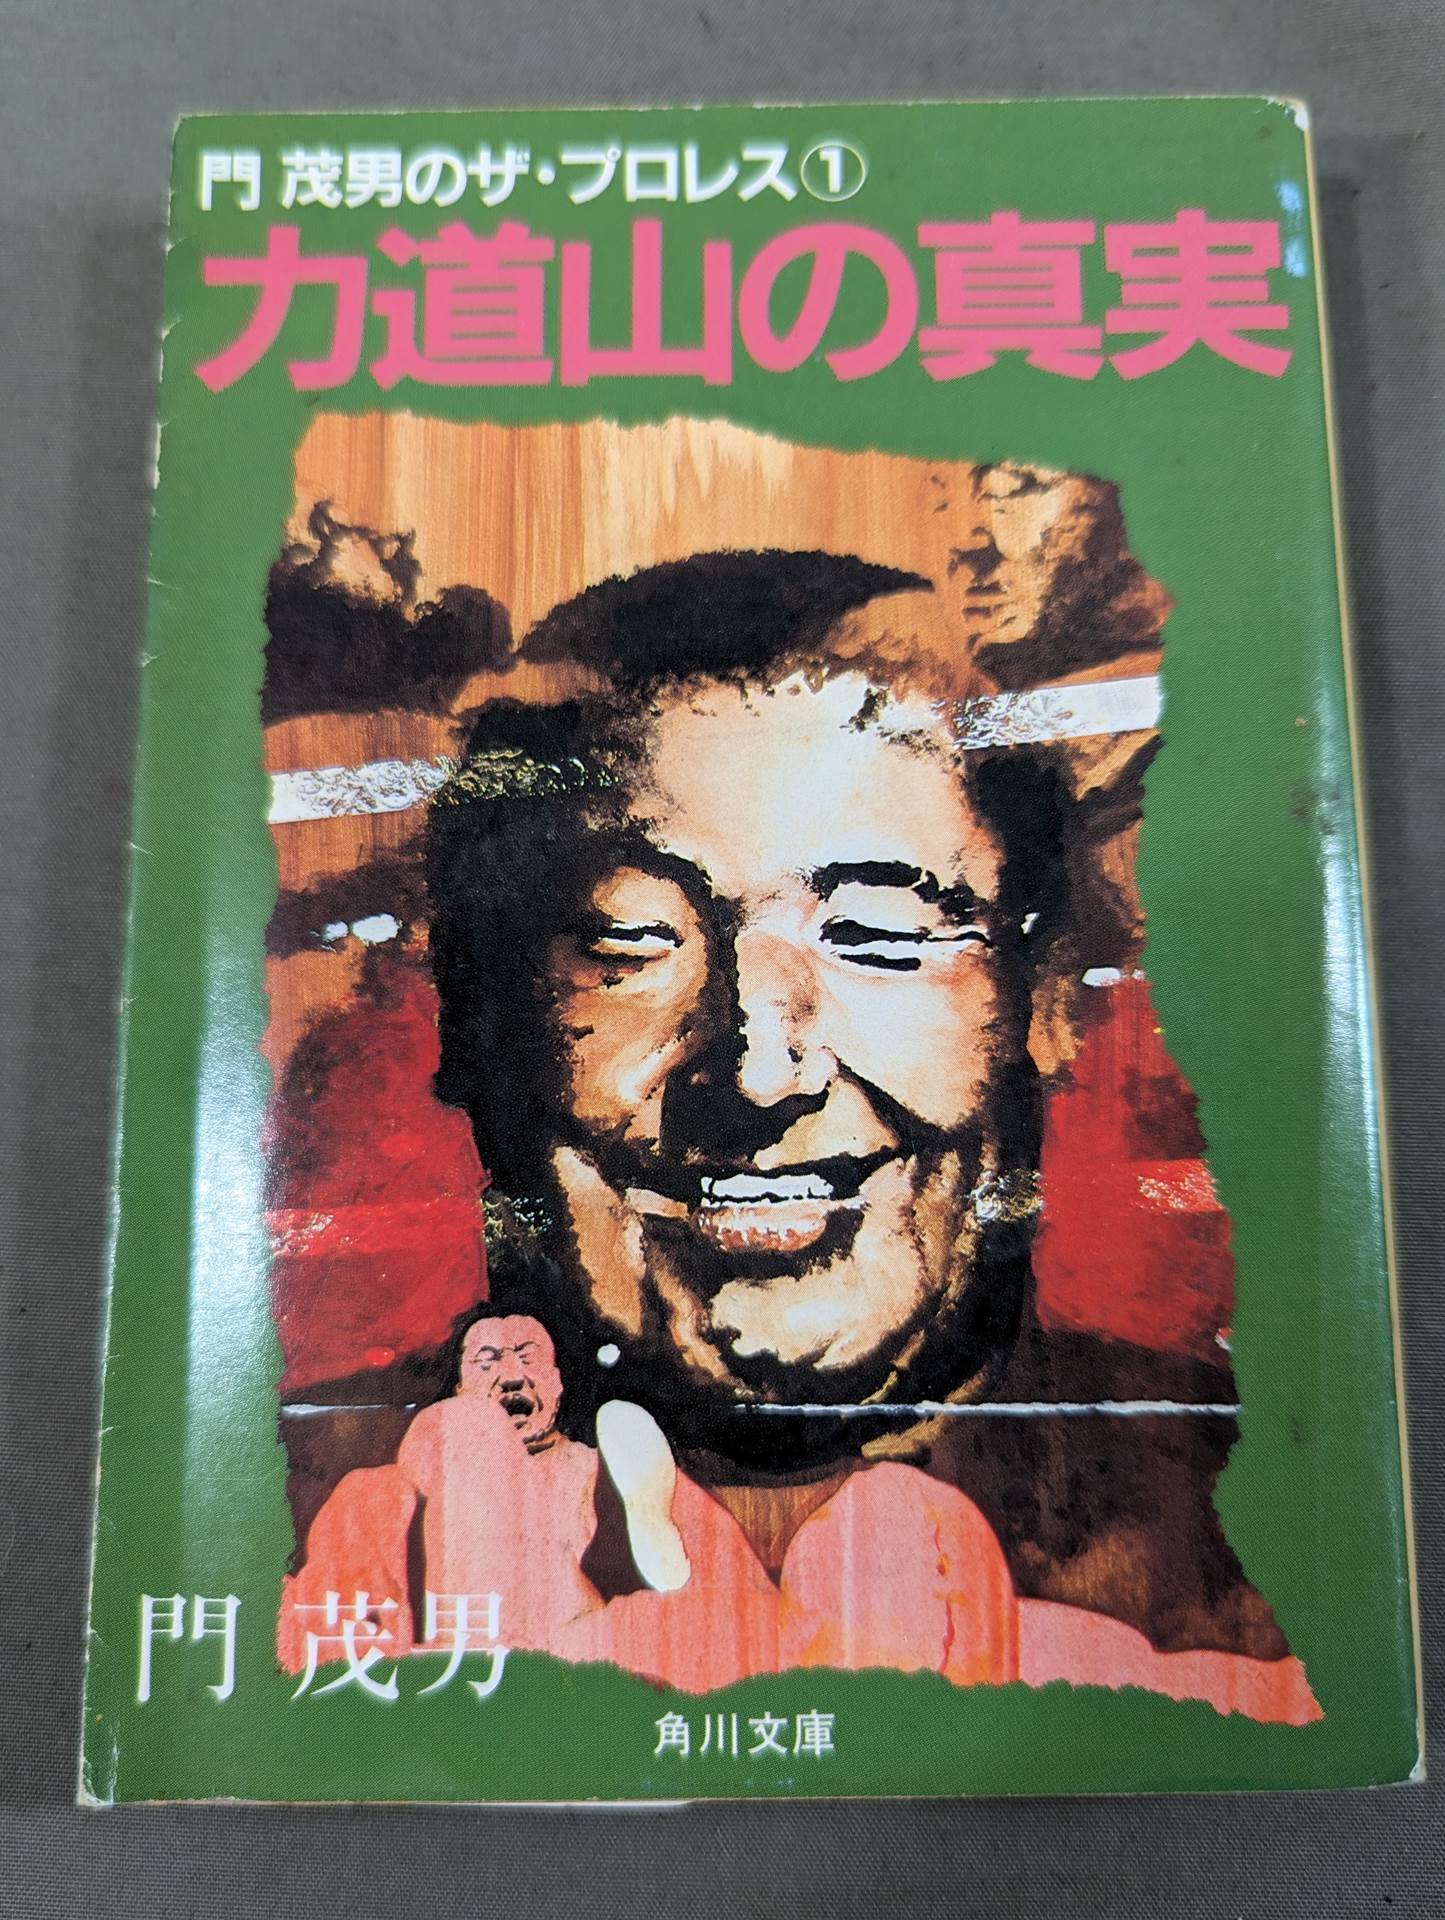 門 茂男のザ・プロレス①
力道山の真実
門 茂男
角川文庫